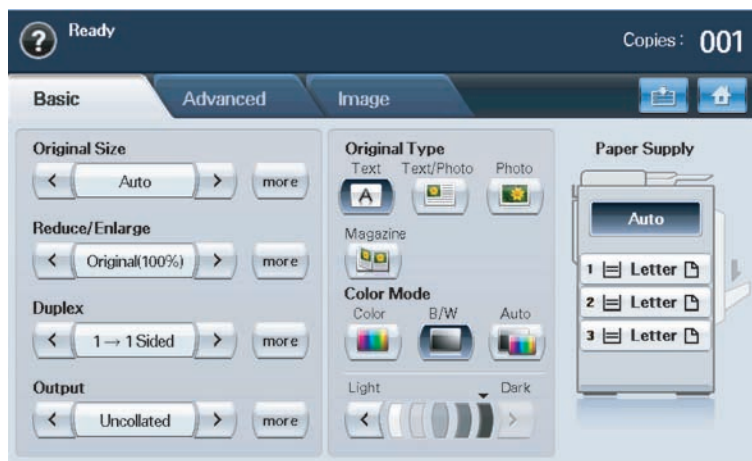 ?
Ready
Copies : 001
Basic
Advanced
Image
Original Size
< Auto > more
Reduce/Enlarge
< Original(100%) > more
Duplex
< 1 → 1 Sided > more
Output
< Uncollated > more
Original Type
Text Text/Photo Photo
A
Magazine
Color Mode
Color B/W Auto
Light Dark
< >
Paper Supply
Auto
1 Letter
2 Letter
3 Letter